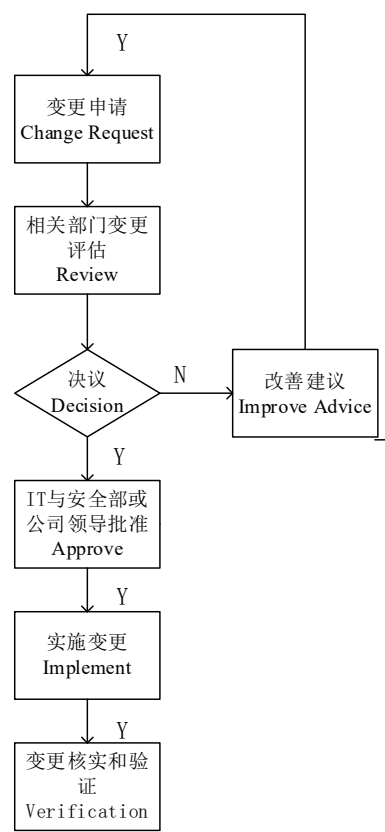 Y
变更申请
Change Request
相关部门变更
评估
Review
决议
Decision
N
改善建议
Improve Advice
Y
IT与安全部或
公司领导批准
Approve
Y
实施变更
Implement
Y
变更核实和验
证
Verification